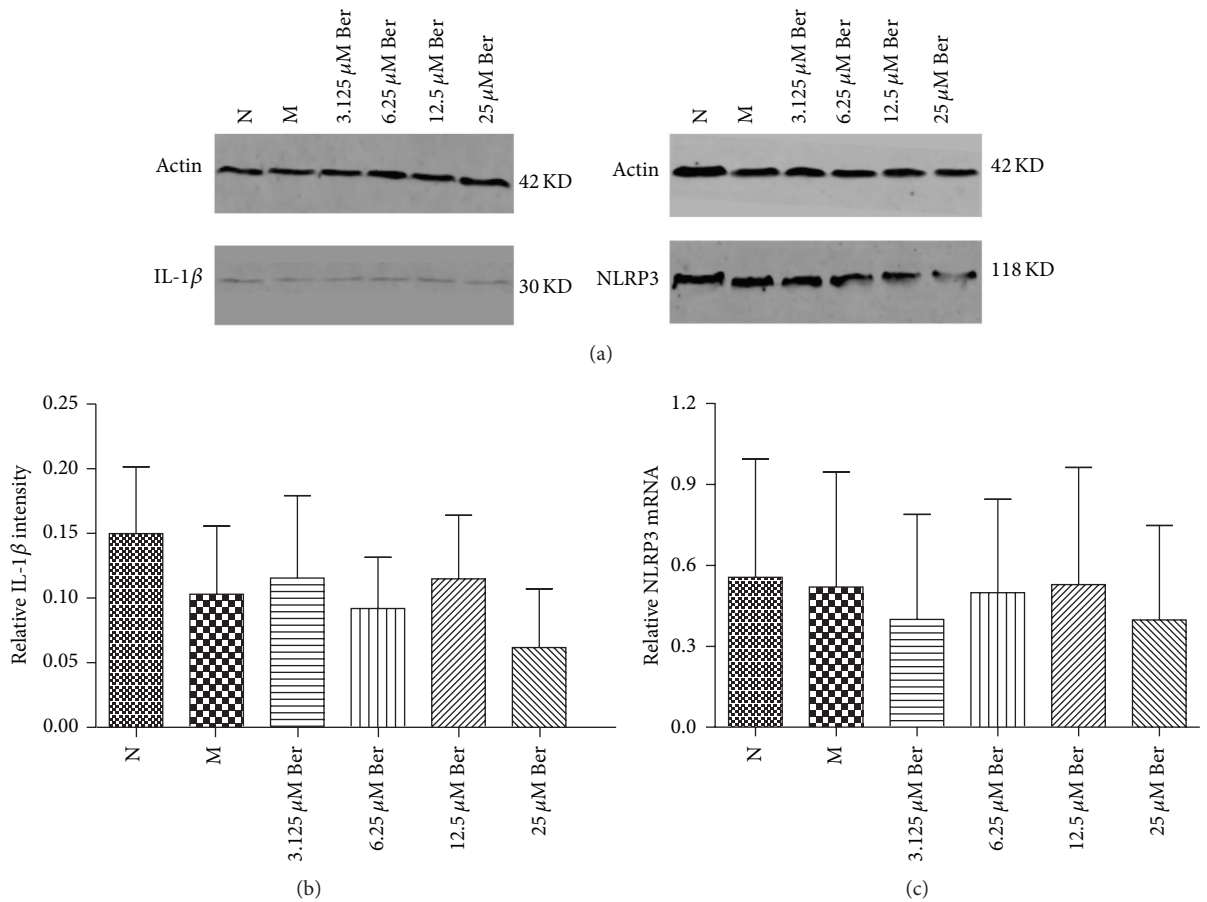 N
M
3.125 μM Ber
6.25 μM Ber
12.5 μM Ber
25 μM Ber
Actin
42 KD
IL-1β
30 KD
N
M
3.125 μM Ber
6.25 μM Ber
12.5 μM Ber
25 μM Ber
Actin
42 KD
NLRP3
118 KD
(a)
Relative IL-1β intensity
0.25
0.20
0.15
0.10
0.05
0.00
N
M
3.125 μM Ber
6.25 μM Ber
12.5 μM Ber
25 μM Ber
(b)
Relative NLRP3 mRNA
1.2
0.9
0.6
0.3
0.0
N
M
3.125 μM Ber
6.25 μM Ber
12.5 μM Ber
25 μM Ber
(c)